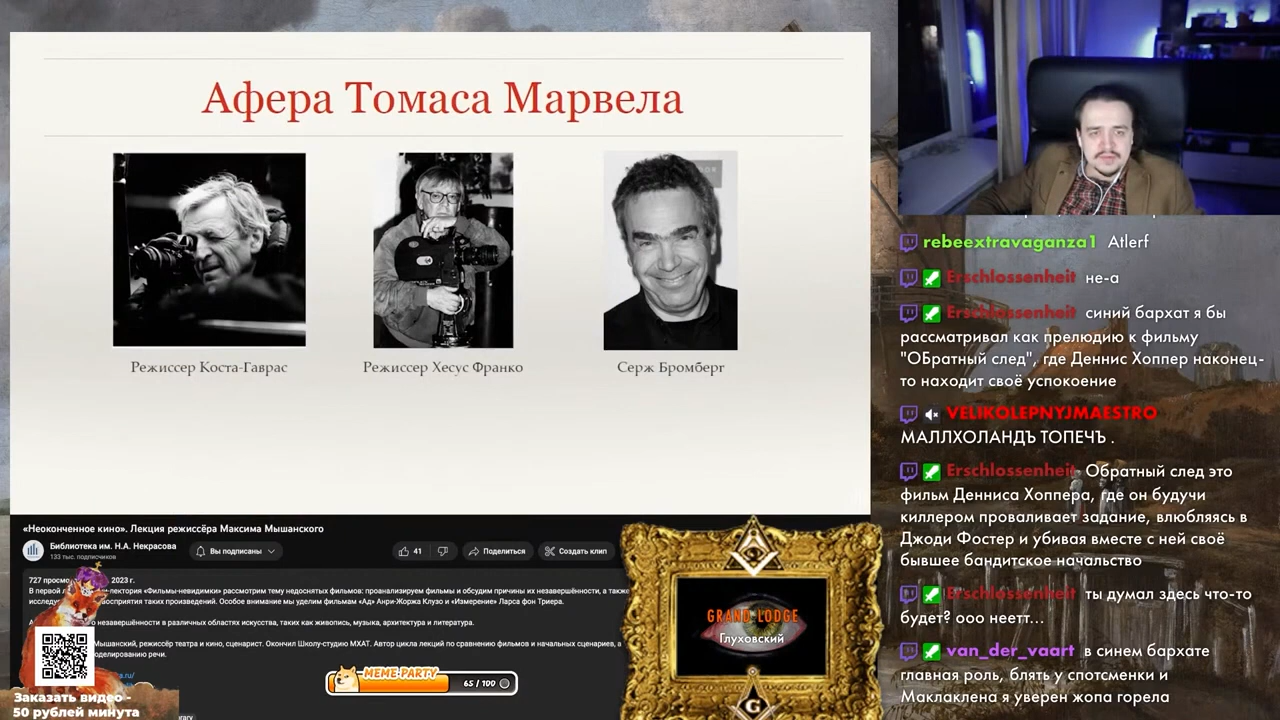 Афера Томаса Марвела
Режиссер Коста-Гаврас
Режиссер Хесус Франко
Серж Бромберг
«Неоконченное кино». Лекция режиссёра Максима Мышанского
Библиотека им. Н.А. Некрасова
133 тыс. подписчиков
Вы подписаны
41
Поделиться
Создать клип
727 просмо
2023 г.
В первой
н-лектория «Фильмы-невидимки» рассмотрим тему недоснятых фильмов: проанализируем фильмы и обсудим причины их незавершённости, а также
исслед
восприятия таких произведений. Особое внимание мы уделим фильмам «Ад» Анри-Жоржа Клузо и «Измерение» Ларса фон Триера.
о незавершённости в различных областях искусства, таких как живопись, музыка, архитектура и литература.
Мышанский, режиссёр театра и кино, сценарист. Окончил Школу-студию МХАТ. Автор цикла лекций по сравнению фильмов и начальных сценариев, а
оделированию речи.
a.ru/
Заказать видео -
50 рублей минута
MEME PARTY
65 / 100
GRAND LODGE
Глуховский
G
rebeextravaganza1 Atlerf
Erschlossenheit не-а
Erschlossenheit синий бархат я бы
рассматривал как прелюдию к фильму
"ОБратный след", где Деннис Хоппер наконец-
то находит своё успокоение
VELIKOLEPNYJMAESTRO
МАЛЛХОЛАНДЪ ТОПЕЧЪ .
Erschlossenheit Обратный след это
фильм Денниса Хоппера, где он будучи
киллером проваливает задание, влюбляясь в
Джоди Фостер и убивая вместе с ней своё
бывшее бандитское начальство
Erschlossenheit ты думал здесь что-то
будет? ооо неетт...
van_der_vaart в синем бархате
главная роль, блять у спотсменки и
Маклаклена я уверен жопа горела